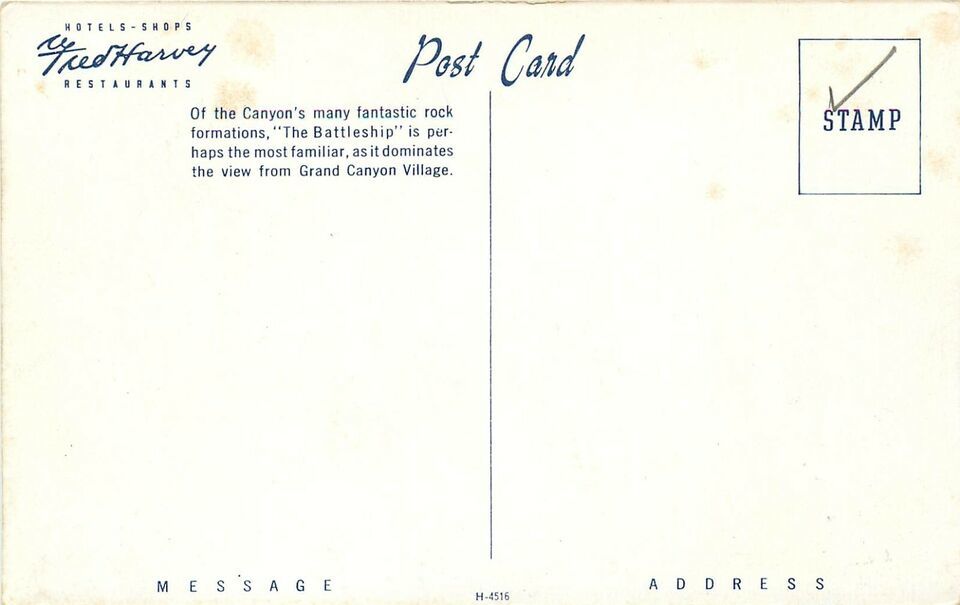 HOTELS-SHOPS
Fred Harvey
RESTAURANTS
Post Card
Of the Canyon's many fantastic rock
formations, "The Battleship" is per-
haps the most familiar, as it dominates
the view from Grand Canyon Village.
STAMP
MESSAGE
H-4516
ADDRESS